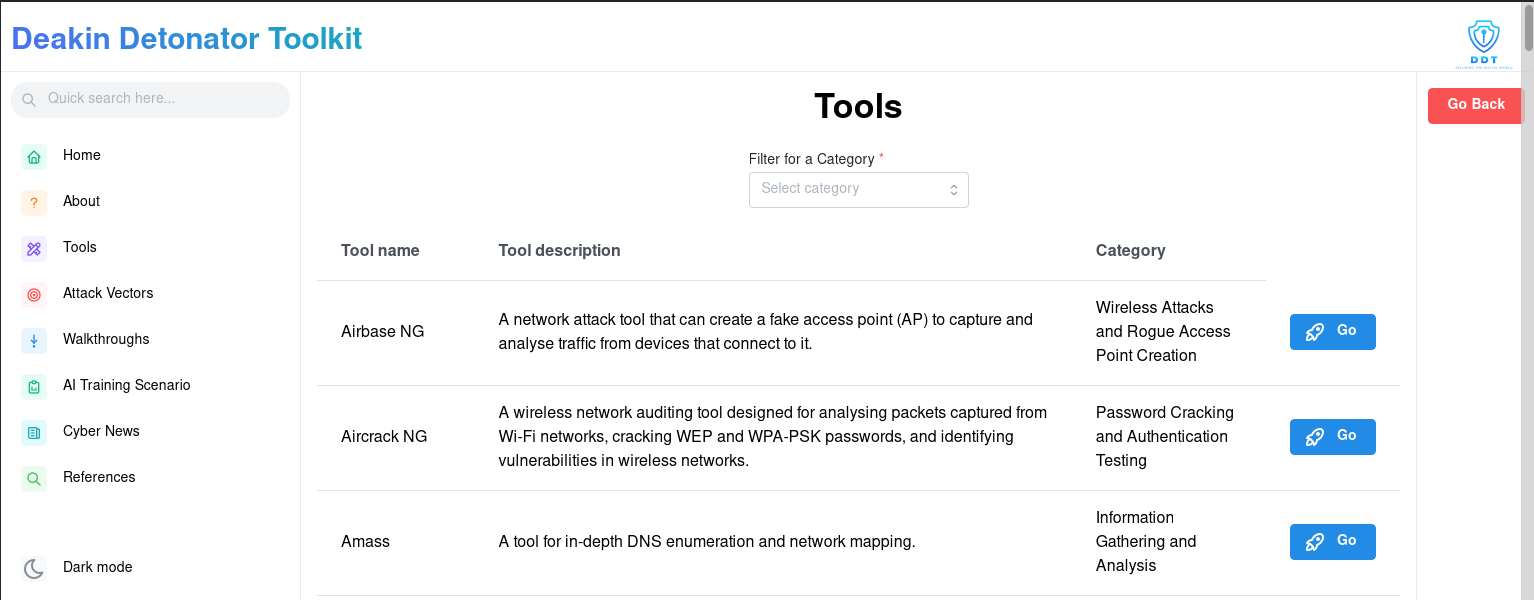 Deakin Detonator Toolkit
DDT
Quick search here...
Home
About
Tools
Attack Vectors
Walkthroughs
AI Training Scenario
Cyber News
References
Dark mode
Tools
Go Back
Filter for a Category *
Select category
Tool name Tool description Category
Airbase NG
A network attack tool that can create a fake access point (AP) to capture and
analyse traffic from devices that connect to it.
Wireless Attacks
and Rogue Access
Point Creation
Go
Aircrack NG
A wireless network auditing tool designed for analysing packets captured from
Wi-Fi networks, cracking WEP and WPA-PSK passwords, and identifying
vulnerabilities in wireless networks.
Password Cracking
and Authentication
Testing
Go
Amass
A tool for in-depth DNS enumeration and network mapping.
Information
Gathering and
Analysis
Go